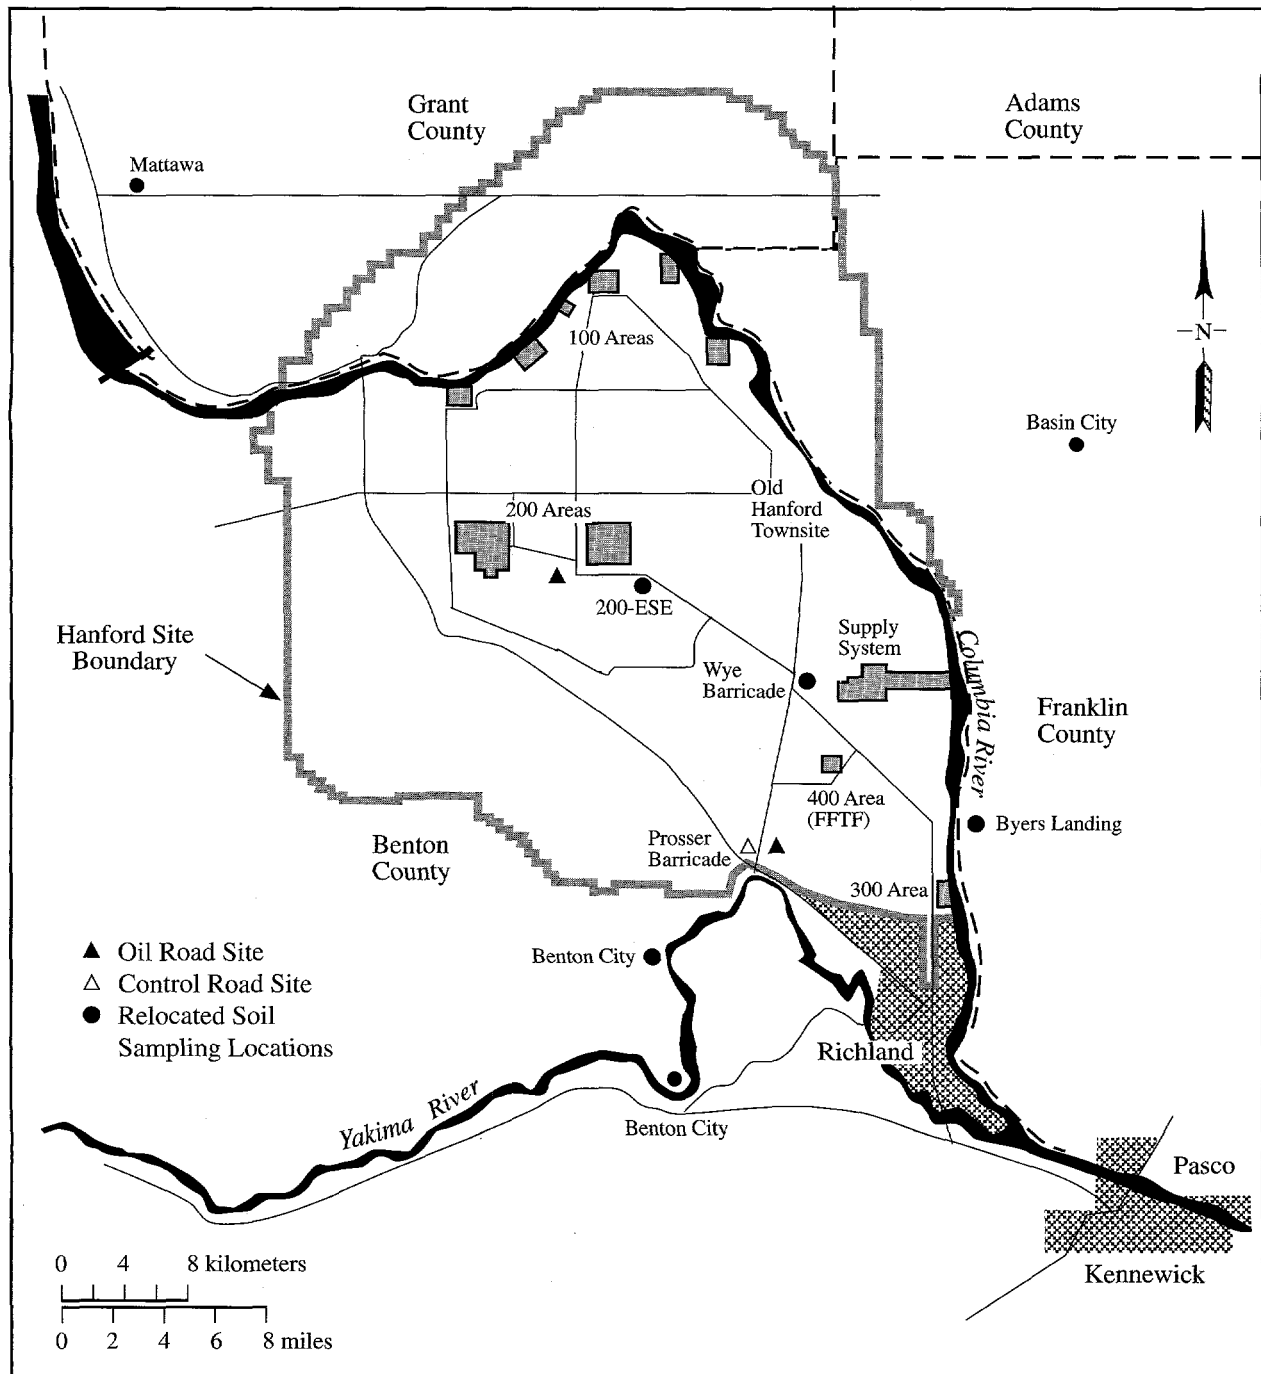 Grant
County
Adams
County
Mattawa
N
100 Areas
Basin City
Old
Hanford
Townsite
200 Areas
200-ESE
Hanford Site
Boundary
Supply
System
Wye
Barricade
Columbia River
Franklin
County
400 Area
(FFTF)
Byers Landing
Prosser
Barricade
Benton
County
300 Area
Oil Road Site
Control Road Site
Relocated Soil
Sampling Locations
Benton City
Richland
Yakima River
Benton City
Pasco
Kennewick
0 4 8 kilometers
0 2 4 6 8 miles